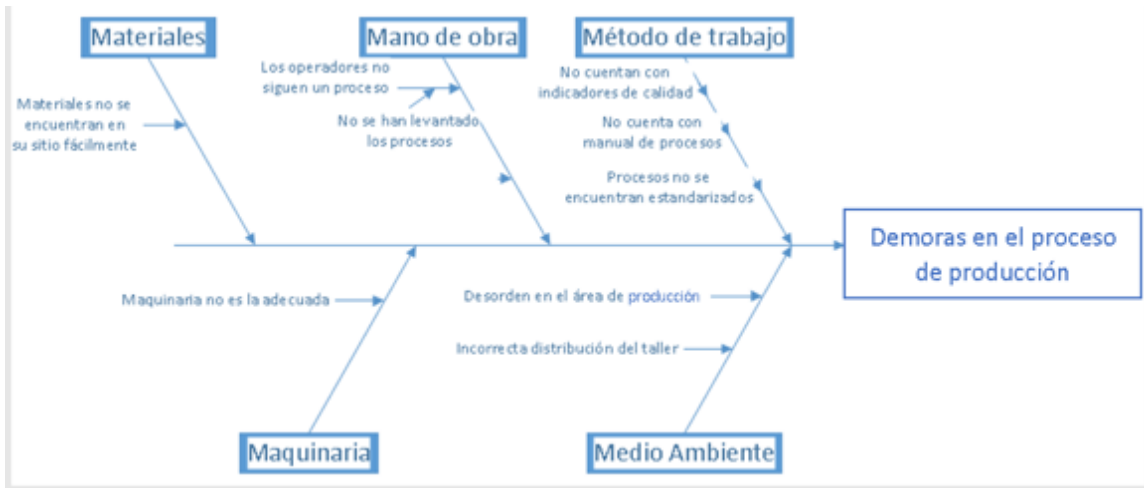 Materiales
Mano de obra
Método de trabajo
Materiales no se
encuentran en
su sitio fácilmente
Los operadores no
siguen un proceso
No se han levantado
los procesos
No cuentan con
indicadores de calidad
No cuenta con
manual de procesos
Procesos no se
encuentran estandarizados
Demoras en el proceso
de producción
Maquinaria no es la adecuada
Desorden en el área de producción
Incorrecta distribución del taller
Maquinaria
Medio Ambiente